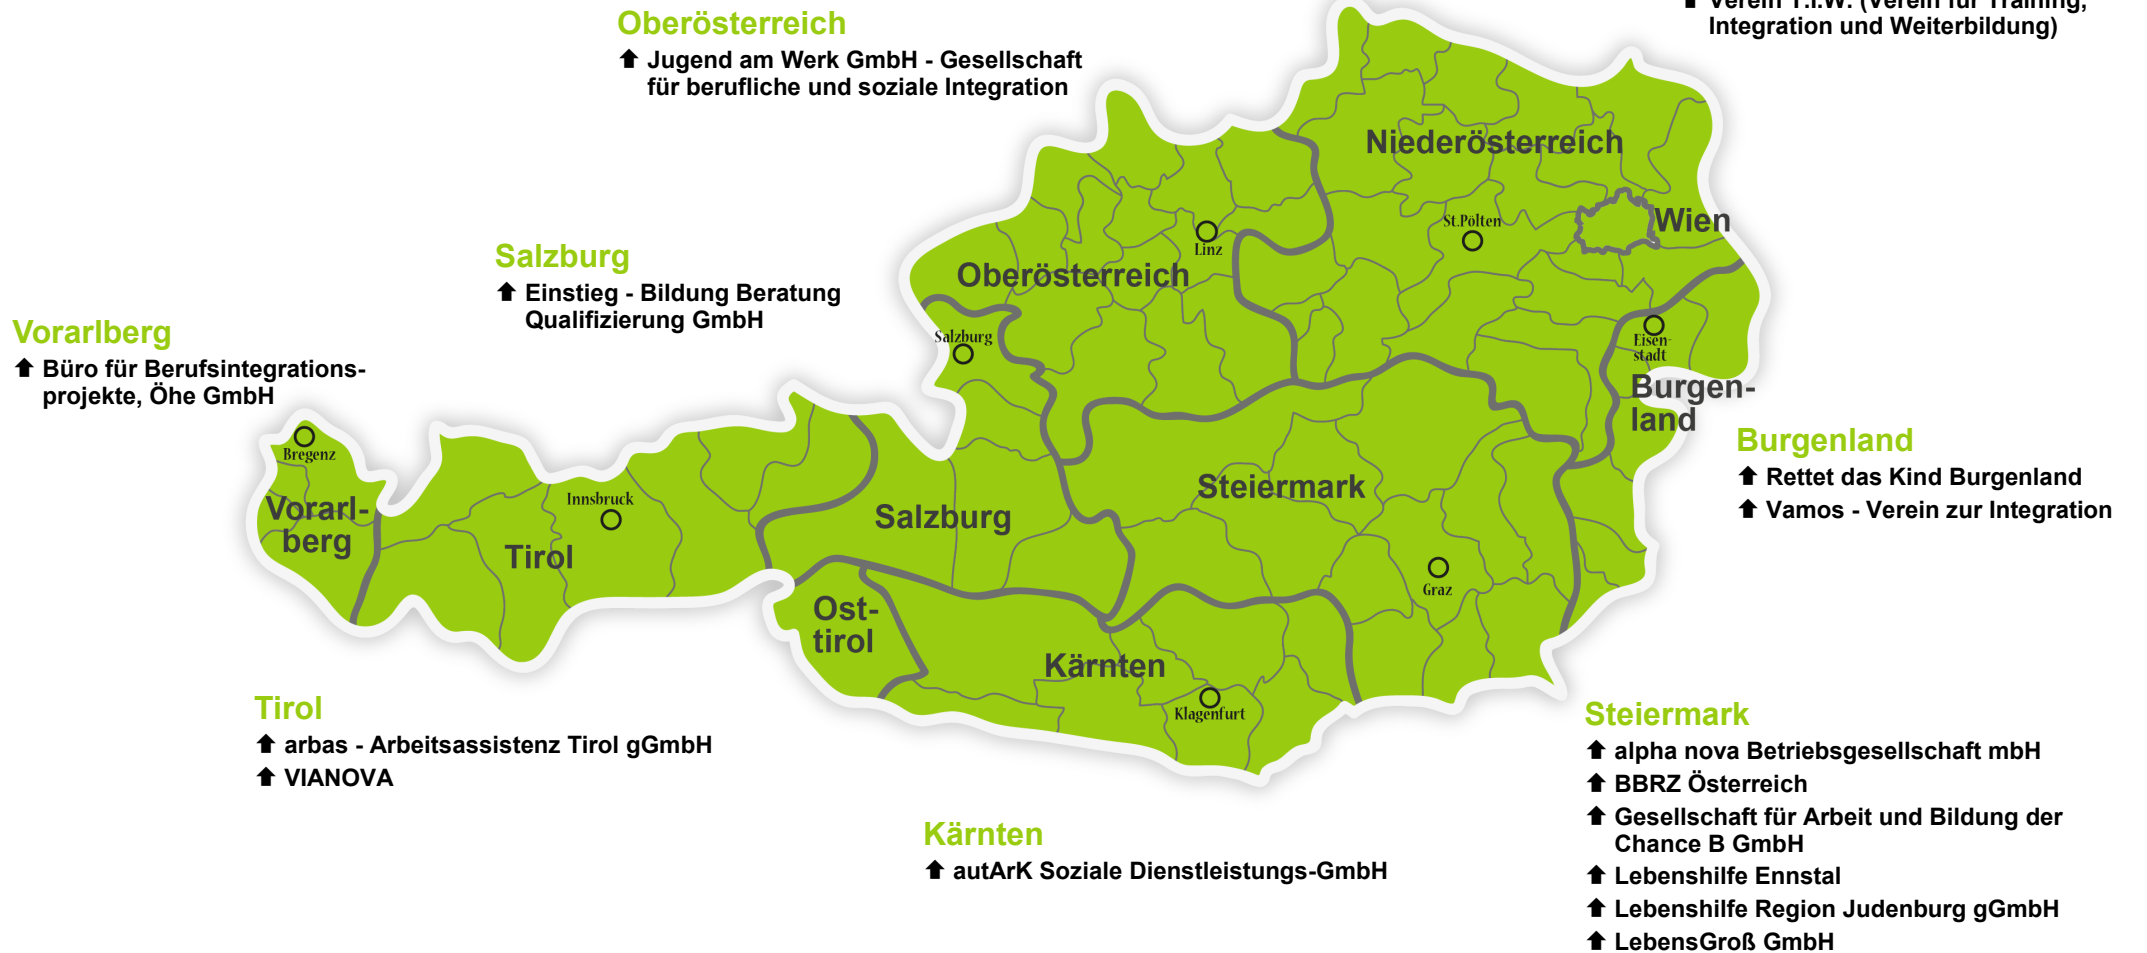 Verein T.I.W. (Verein für Training,
Integration und Weiterbildung)
Oberösterreich
Jugend am Werk GmbH - Gesellschaft
für berufliche und soziale Integration
Salzburg
Einstieg - Bildung Beratung
Qualifizierung GmbH
Vorarlberg
Büro für Berufsintegrations-
projekte, Öhe GmbH
Niederösterreich
Wien
St.Pölten
Linz
Oberösterreich
Salzburg
Eisen-
stadt
Burgen-
land
Bregenz
Vorarl-
berg
Innsbruck
Tirol
Salzburg
Steiermark
Graz
Ost-
tirol
Kärnten
Klagenfurt
Burgenland
Rettet das Kind Burgenland
Vamos - Verein zur Integration
Tirol
arbas - Arbeitsassistenz Tirol gGmbH
VIANOVA
Kärnten
autArK Soziale Dienstleistungs-GmbH
Steiermark
alpha nova Betriebsgesellschaft mbH
BBRZ Österreich
Gesellschaft für Arbeit und Bildung der
Chance B GmbH
Lebenshilfe Ennstal
Lebenshilfe Region Judenburg gGmbH
LebensGroß GmbH